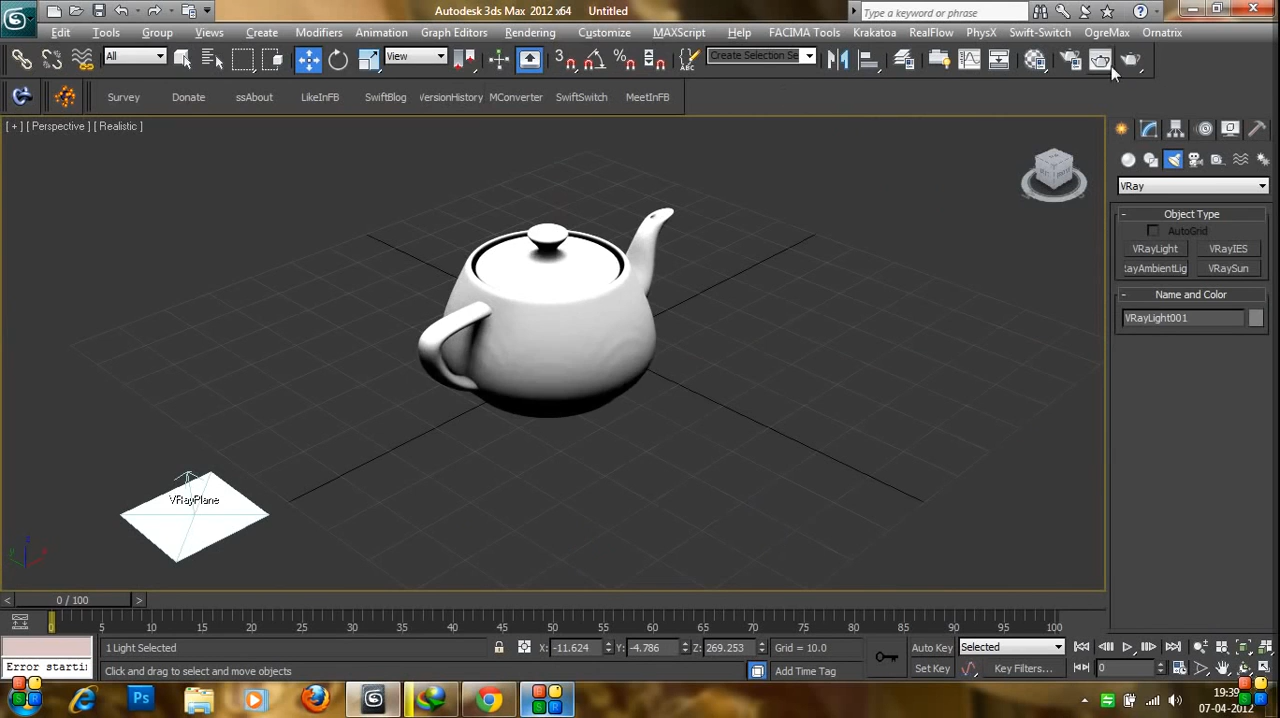 Autodesk 3ds Max 2012 x64 Untitled
Type a keyword or phrase
Edit Tools Group Views Create Modifiers Animation Graph Editors Rendering Customize MAXScript Help FACIMA Tools Krakatoa RealFlow PhysX Swift-Switch OgreMax Ornatrix
All View 3 Create Selection Se
Survey Donate ssAbout LikeInFB SwiftBlog VersionHistory MConverter SwiftSwitch MeetInFB
[ + ] [ Perspective ] [ Realistic ]
VRay
Object Type
AutoGrid
VRayLight VRayIES
ayAmbientLig VRaySun
Name and Color
VRayLight001
VRayPlane
0 / 100
0 5 10 15 20 25 30 35 40 45 50 55 60 65 70 75 80 85 90 95 100
1 Light Selected X: -11.624 Y: -4.786 Z: 269.253 Grid = 10.0 Auto Key Selected
Error starti Click and drag to select and move objects Add Time Tag Set Key Key Filters... 0
19:39
07-04-2012